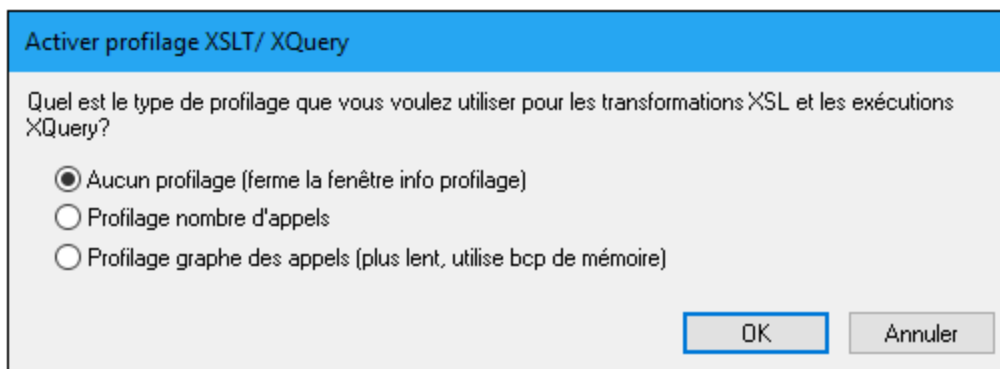 Activer profilage XSLT/ XQuery
Quel est le type de profilage que vous voulez utiliser pour les transformations XSL et les exécutions
XQuery?
Aucun profilage (ferme la fenêtre info profilage)
Profilage nombre d'appels
Profilage graphe des appels (plus lent, utilise bcp de mémoire)
OK
Annuler